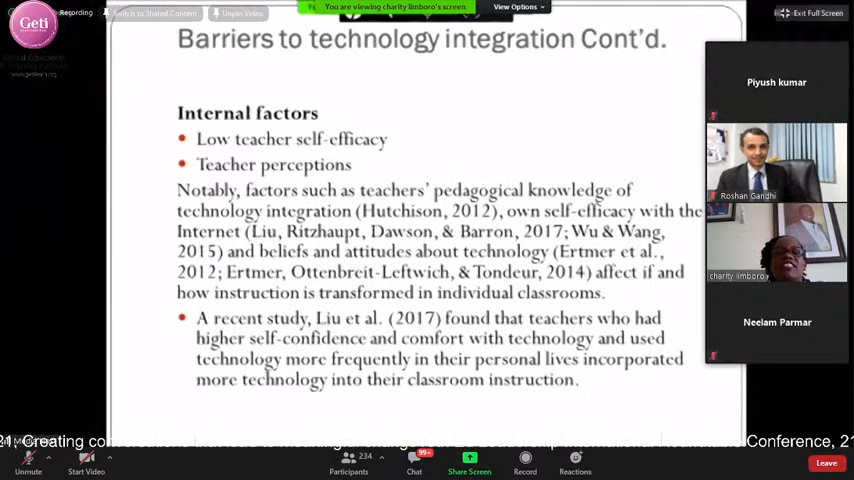 Geti
Recording
Switch to Shared Content
Unpin Video
You are viewing charity limboro's screen
View Options
Exit Full Screen
Global Education
www.getilearn.org
Barriers to technology integration Cont'd.
Internal factors
• Low teacher self-efficacy
• Teacher perceptions
Notably, factors such as teachers' pedagogical knowledge of
technology integration (Hutchison, 2012), own self-efficacy with the
Internet (Liu, Ritzhaupt, Dawson, & Barron, 2017; Wu & Wang,
2015) and beliefs and attitudes about technology (Ertmer et al.,
2012; Ertmer, Ottenbreit-Leftwich, & Tondeur, 2014) affect if and
how instruction is transformed in individual classrooms.
• A recent study, Liu et al. (2017) found that teachers who had
higher self-confidence and comfort with technology and used
technology more frequently in their personal lives incorporated
more technology into their classroom instruction.
Piyush kumar
Roshan Gandhi
charity limboro
Neelam Parmar
21, Creating
Conference, 21
Unmute
Start Video
234
Participants
99+
Chat
Share Screen
Record
Reactions
Leave